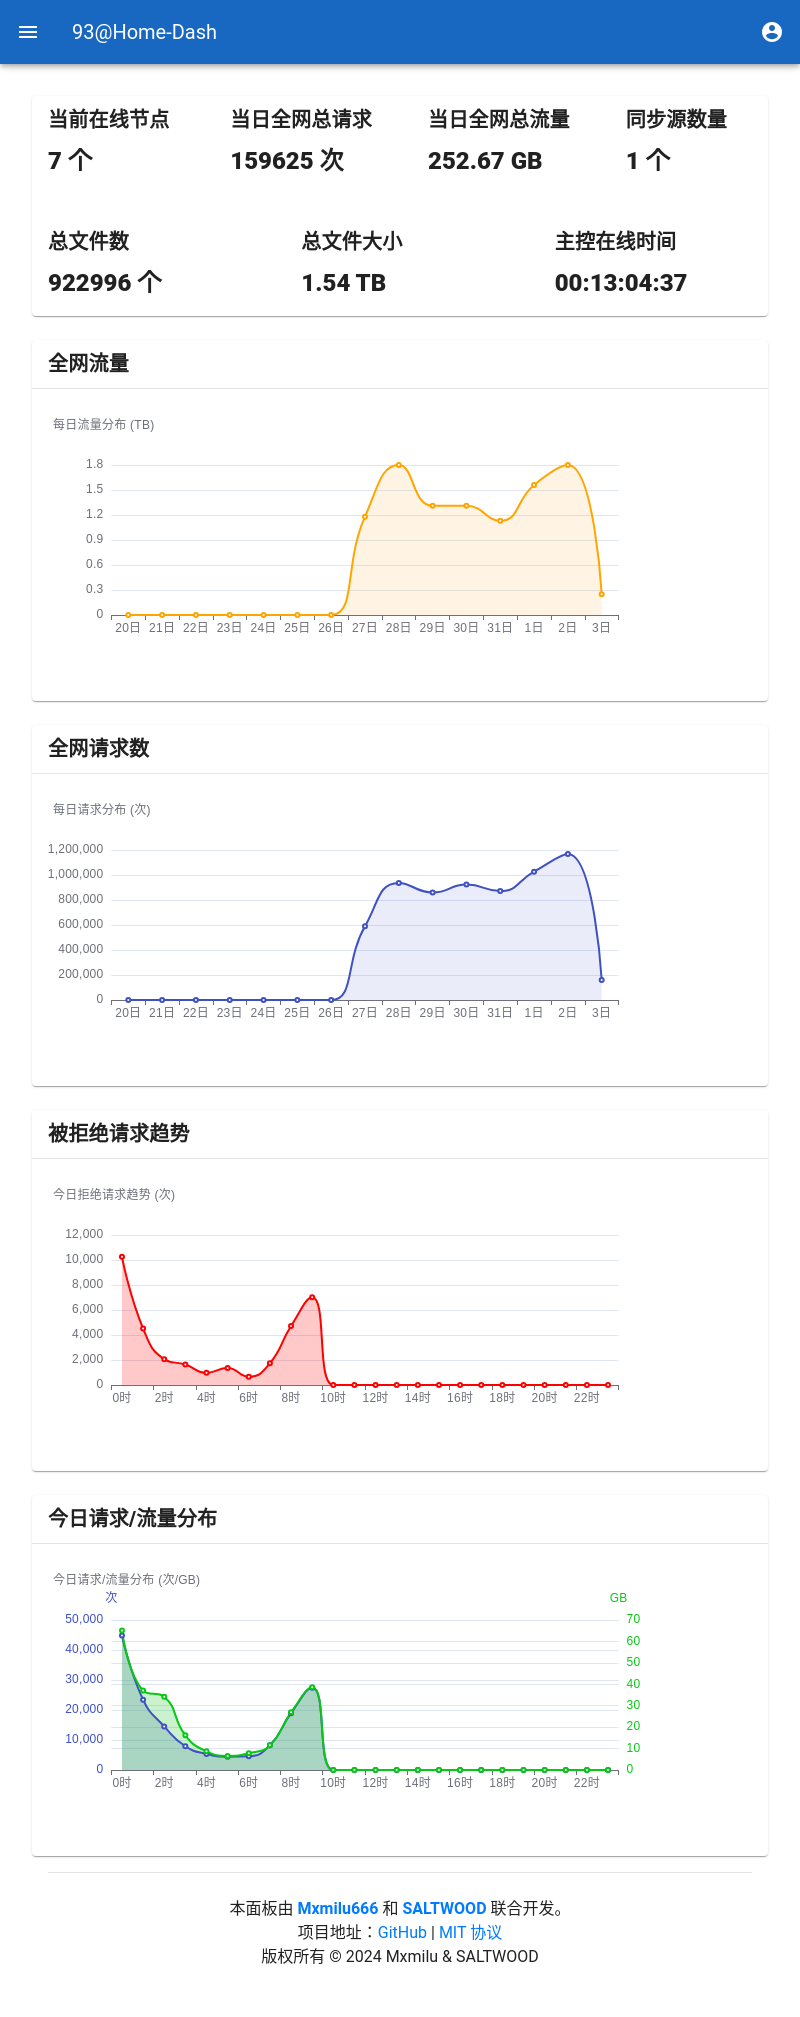 93@Home-Dash
当前在线节点 当日全网总请求 当日全网总流量 同步源数量
7 个 159625 次 252.67 GB 1 个
总文件数 总文件大小 主控在线时间
922996 个 1.54 TB 00:13:04:37
全网流量
每日流量分布 (TB)
1.8
1.5
1.2
0.9
0.6
0.3
0
20日 21日 22日 23日 24日 25日 26日 27日 28日 29日 30日 31日 1日 2日 3日
全网请求数
每日请求分布 (次)
1,200,000
1,000,000
800,000
600,000
400,000
200,000
0
20日 21日 22日 23日 24日 25日 26日 27日 28日 29日 30日 31日 1日 2日 3日
被拒绝请求趋势
今日拒绝请求趋势 (次)
12,000
10,000
8,000
6,000
4,000
2,000
0
0时 2时 4时 6时 8时 10时 12时 14时 16时 18时 20时 22时
今日请求/流量分布
今日请求/流量分布 (次/GB)
次 GB
50,000 70
60
40,000 50
30,000 40
20,000 30
20
10,000 10
0 0
0时 2时 4时 6时 8时 10时 12时 14时 16时 18时 20时 22时
本面板由 Mxmilu666 和 SALTWOOD 联合开发。
项目地址：GitHub | MIT 协议
版权所有 © 2024 Mxmilu & SALTWOOD